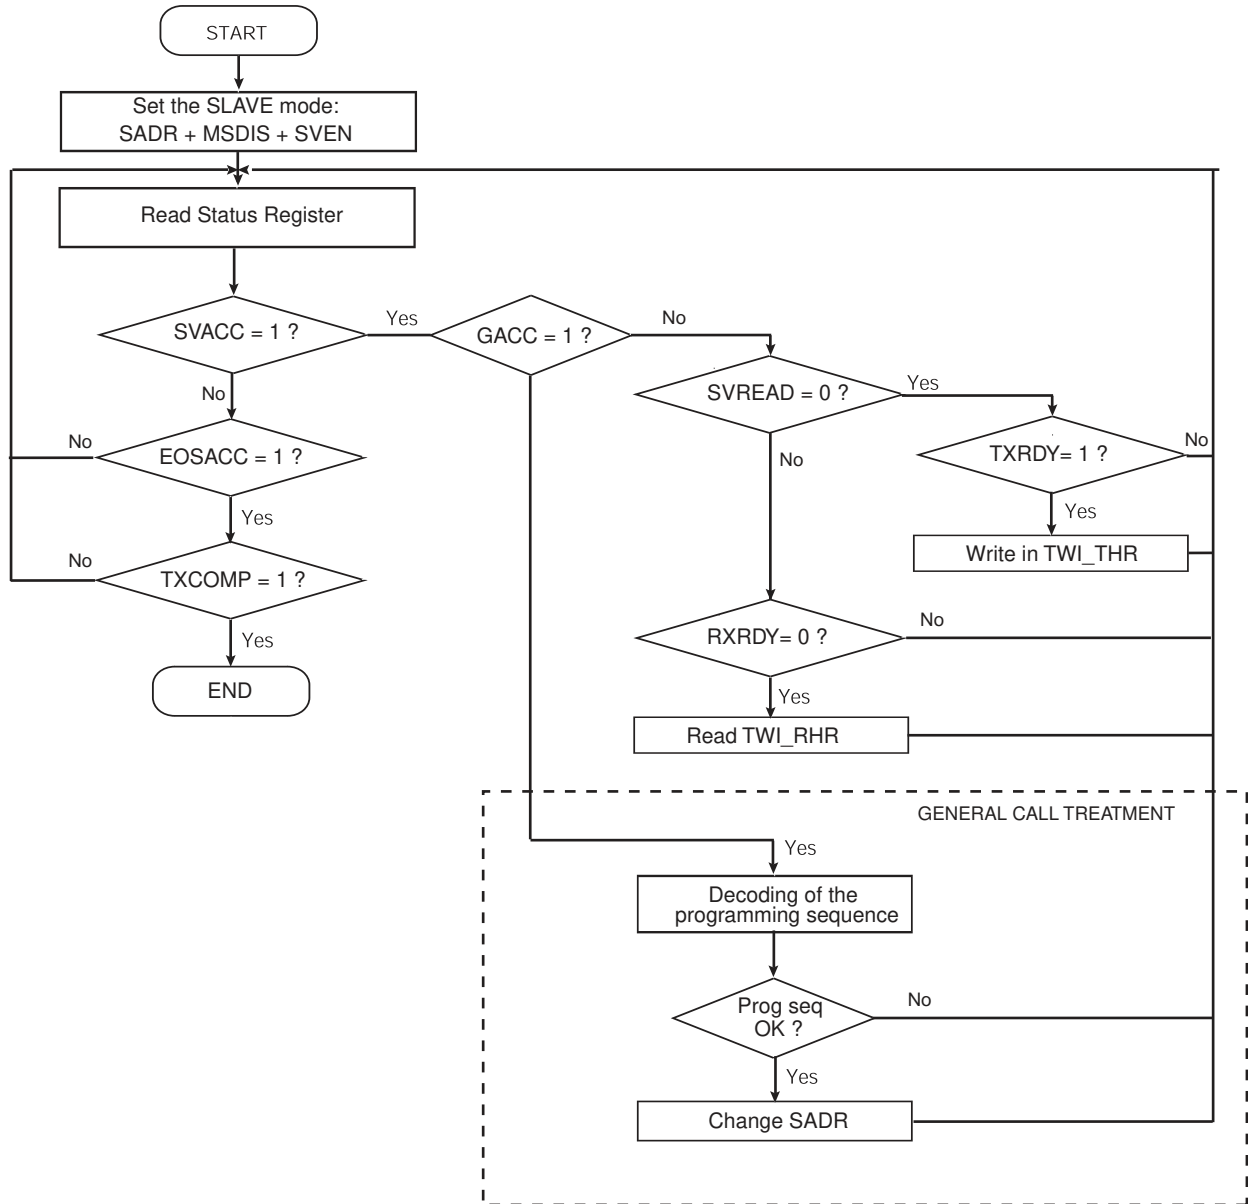 START
Set the SLAVE mode:
SADR + MSDIS + SVEN
Read Status Register
SVACC = 1 ?
Yes
GACC = 1 ?
No
SVREAD = 0 ?
Yes
No
EOSACC = 1 ?
No
TXRDY= 1 ?
No
No
Yes
Yes
Write in TWI_THR
TXCOMP = 1 ?
No
Yes
END
RXRDY= 0 ?
No
Yes
Read TWI_RHR
GENERAL CALL TREATMENT
Yes
Decoding of the
programming sequence
Prog seq
OK ?
No
Yes
Change SADR